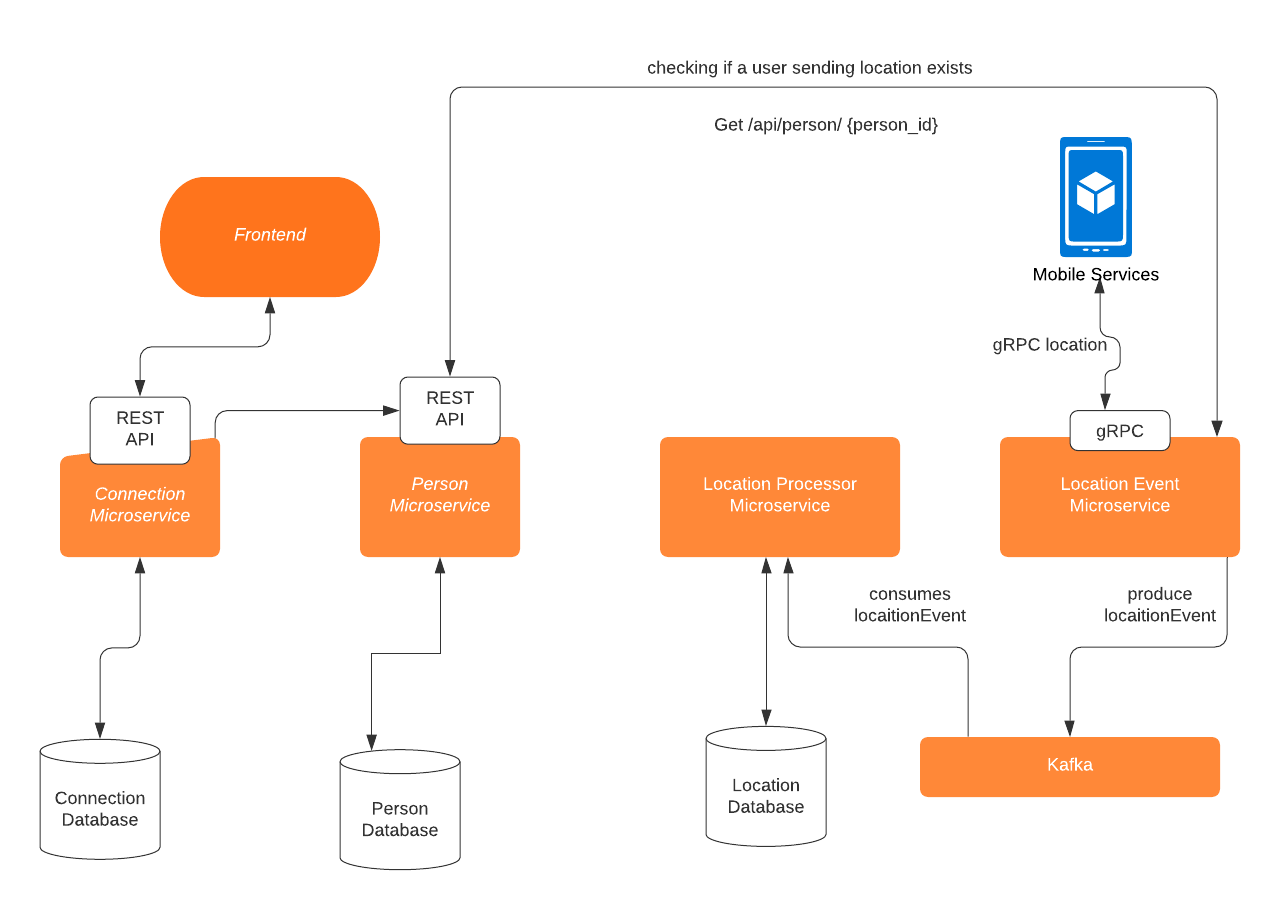 checking if a user sending location exists
Get /api/person/ {person_id}
Frontend
Mobile Services
gRPC location
REST
API
REST
API
gRPC
Connection
Microservice
Person
Microservice
Location Processor
Microservice
Location Event
Microservice
consumes
locaitionEvent
produce
locaitionEvent
Connection
Database
Person
Database
Location
Database
Kafka